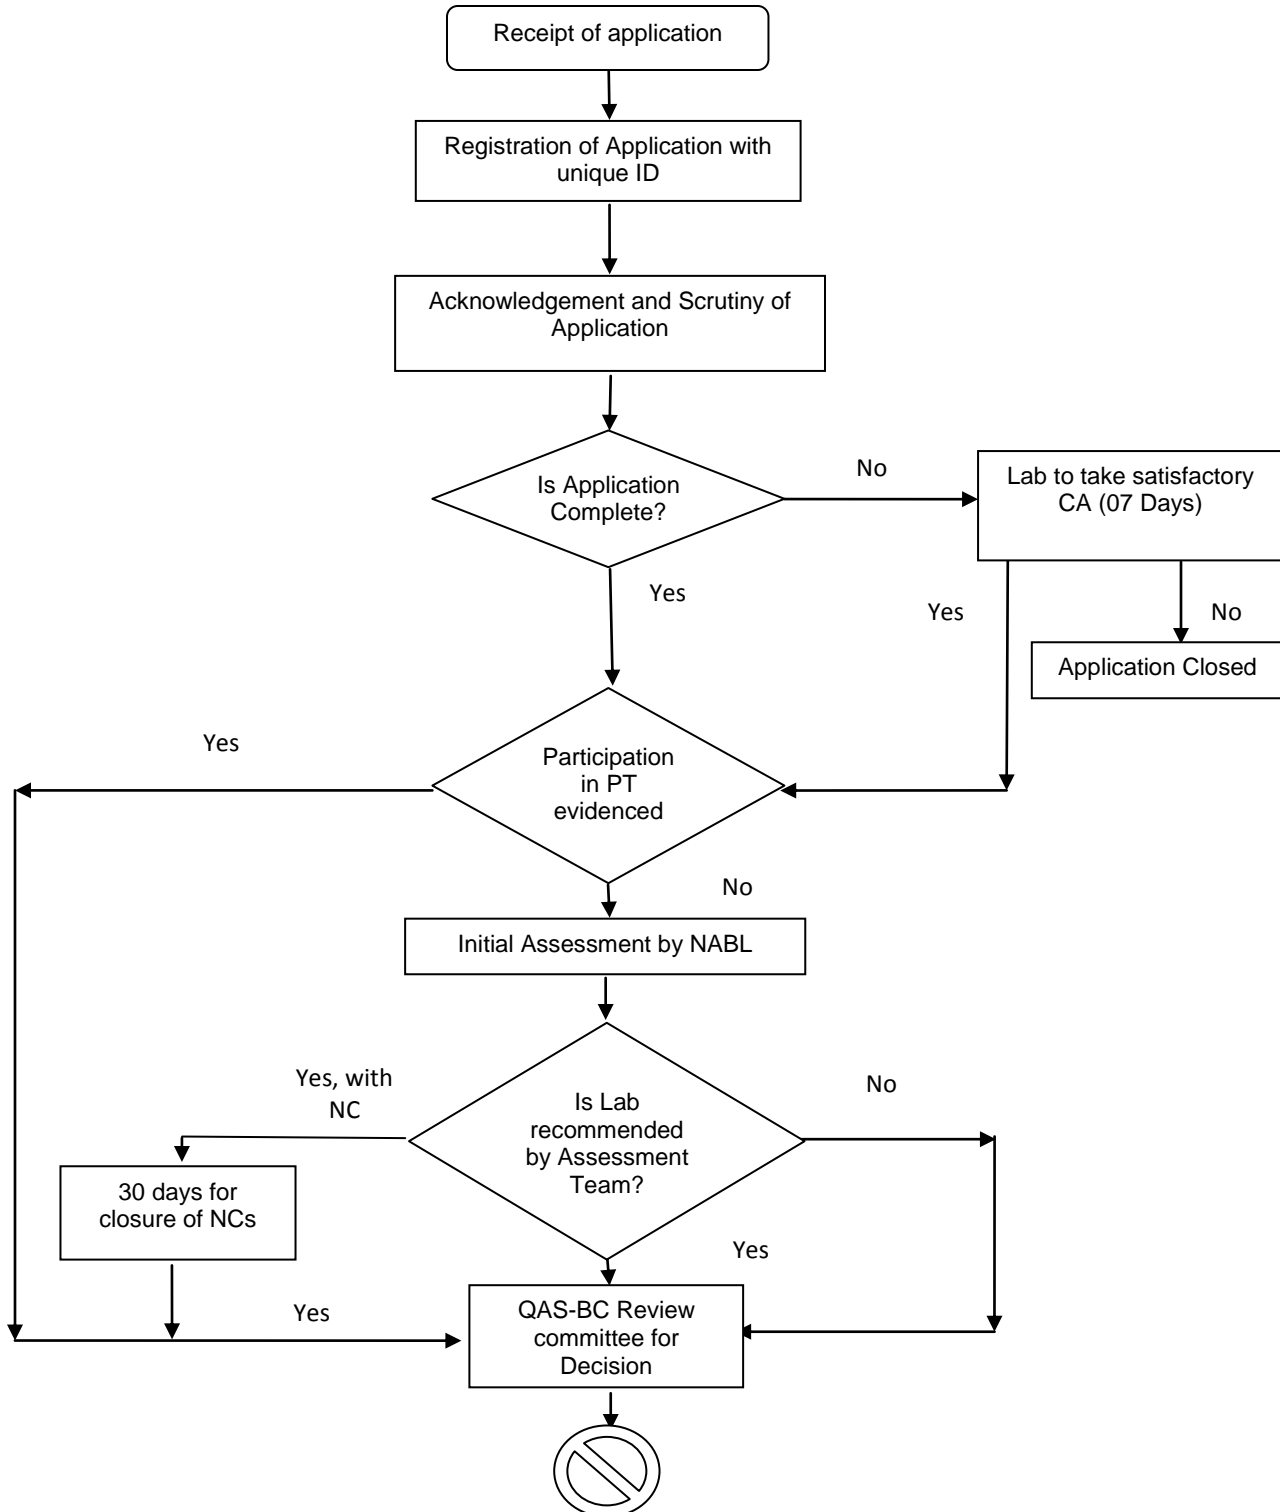 Receipt of application
Registration of Application with
unique ID
Acknowledgement and Scrutiny of
Application
Is Application
Complete?
No
Lab to take satisfactory
CA (07 Days)
Yes
Yes
No
Application Closed
Yes
Participation
in PT
evidenced
No
Initial Assessment by NABL
Yes, with
NC
Is Lab
recommended
by Assessment
Team?
No
30 days for
closure of NCs
Yes
Yes
QAS-BC Review
committee for
Decision